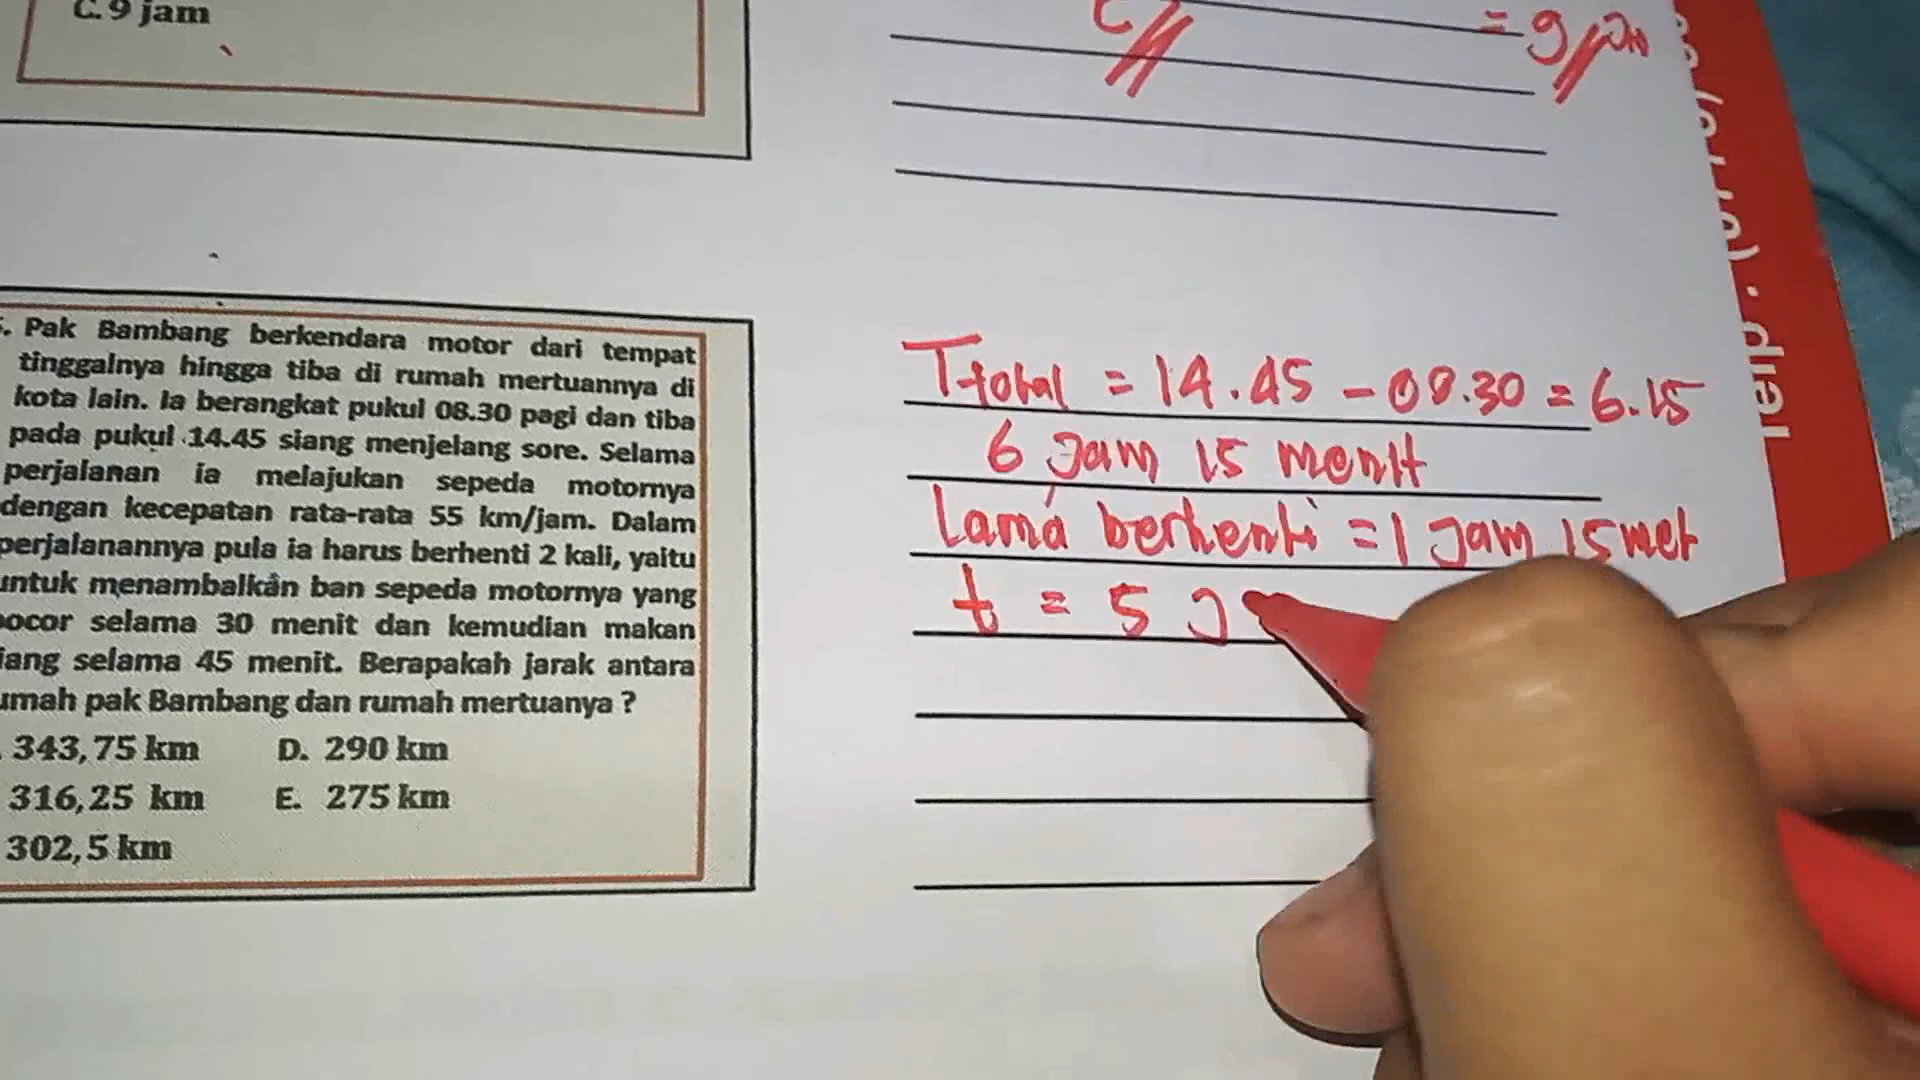 C. 9 jam
= 9 jam
. Pak Bambang berkendara motor dari tempat
tinggalnya hingga tiba di rumah mertuannya di
kota lain. Ia berangkat pukul 08.30 pagi dan tiba
pada pukul 14.45 siang menjelang sore. Selama
perjalanan ia melajukan sepeda motornya
dengan kecepatan rata-rata 55 km/jam. Dalam
perjalanannya pula ia harus berhenti 2 kali, yaitu
untuk menambalkan ban sepeda motornya yang
bocor selama 30 menit dan kemudian makan
iang selama 45 menit. Berapakah jarak antara
umah pak Bambang dan rumah mertuanya ?
343,75 km
D. 290 km
316,25 km
E. 275 km
302,5 km
Ttotal = 14.45 - 08.30 = 6.15
6 Jam 15 menit
Lama berhenti = 1 Jam 15 met
t = 5 J
Telp.